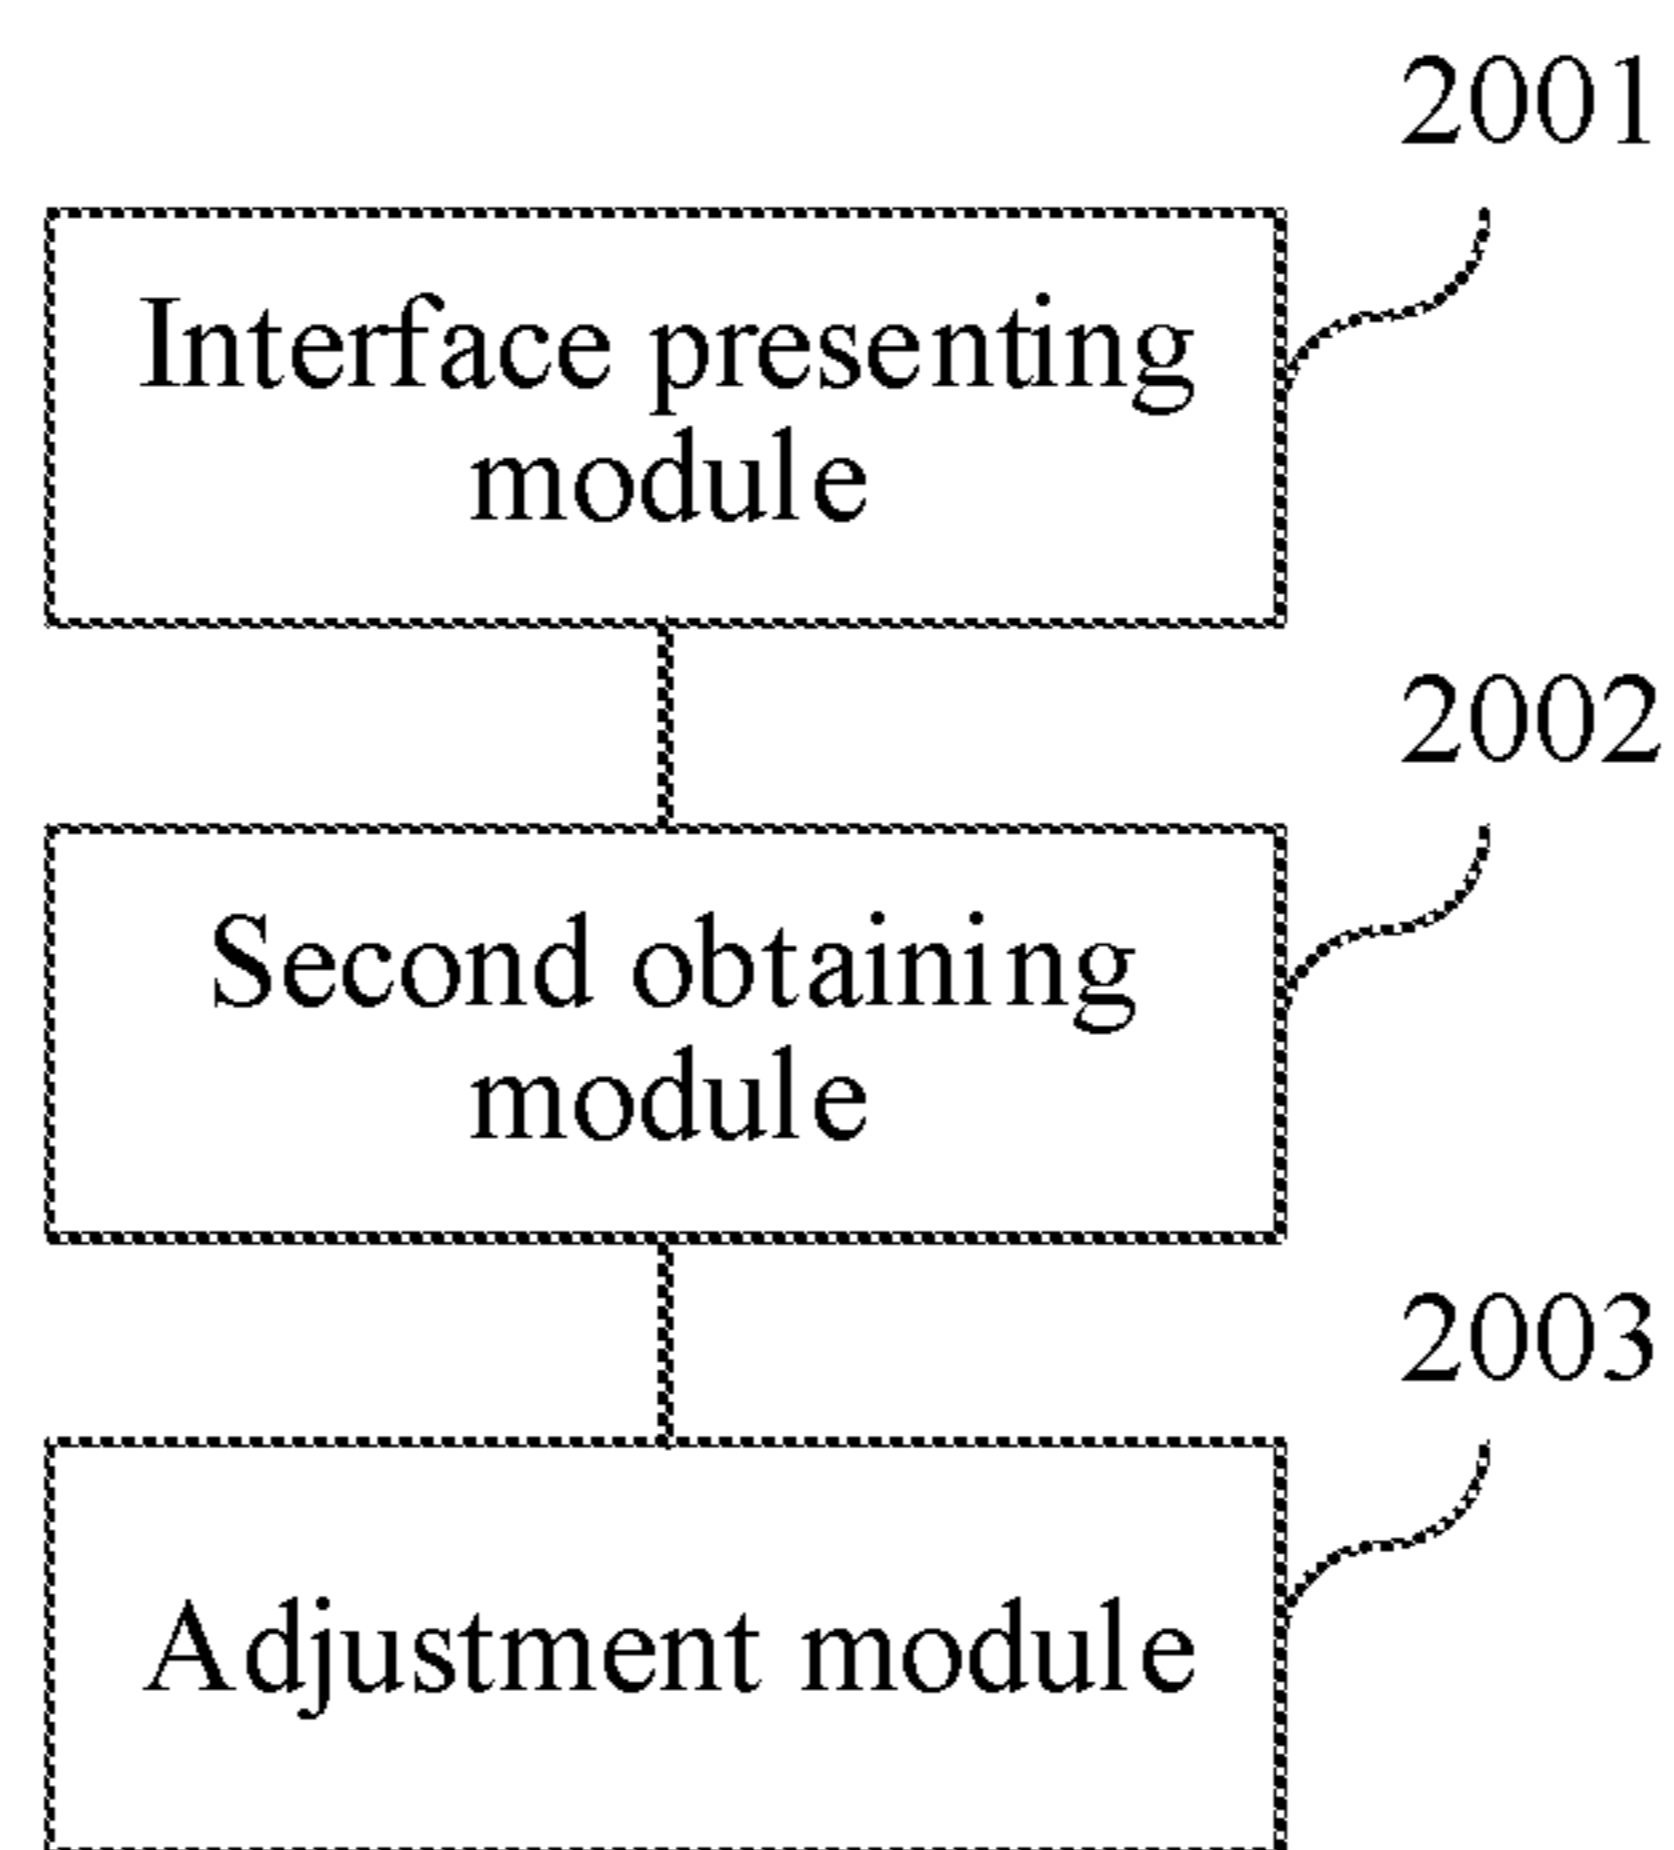 2001
Interface presenting
module
2002
Second obtaining
module
2003
Adjustment module